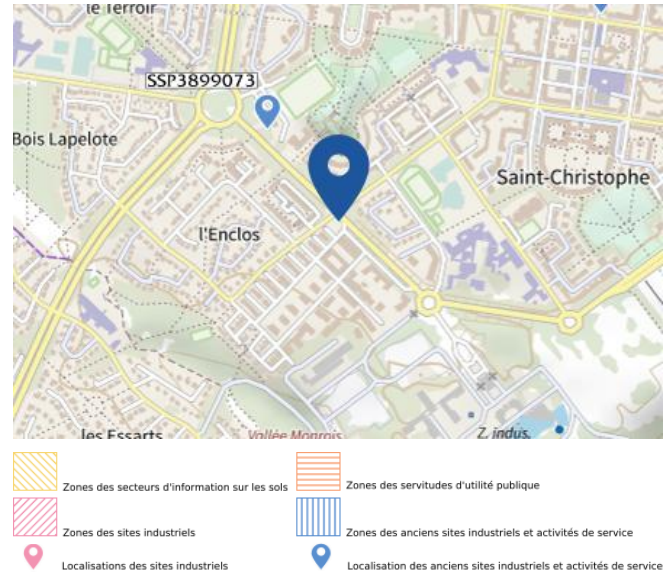 le Terroir
SSP3899073
Bois Lapelote
Saint-Christophe
l'Enclos
les Essarts
Vallée Monrois
Z. indus.
Zones des secteurs d'information sur les sols
Zones des servitudes d'utilité publique
Zones des sites industriels
Zones des anciens sites industriels et activités de service
Localisations des sites industriels
Localisation des anciens sites industriels et activités de service